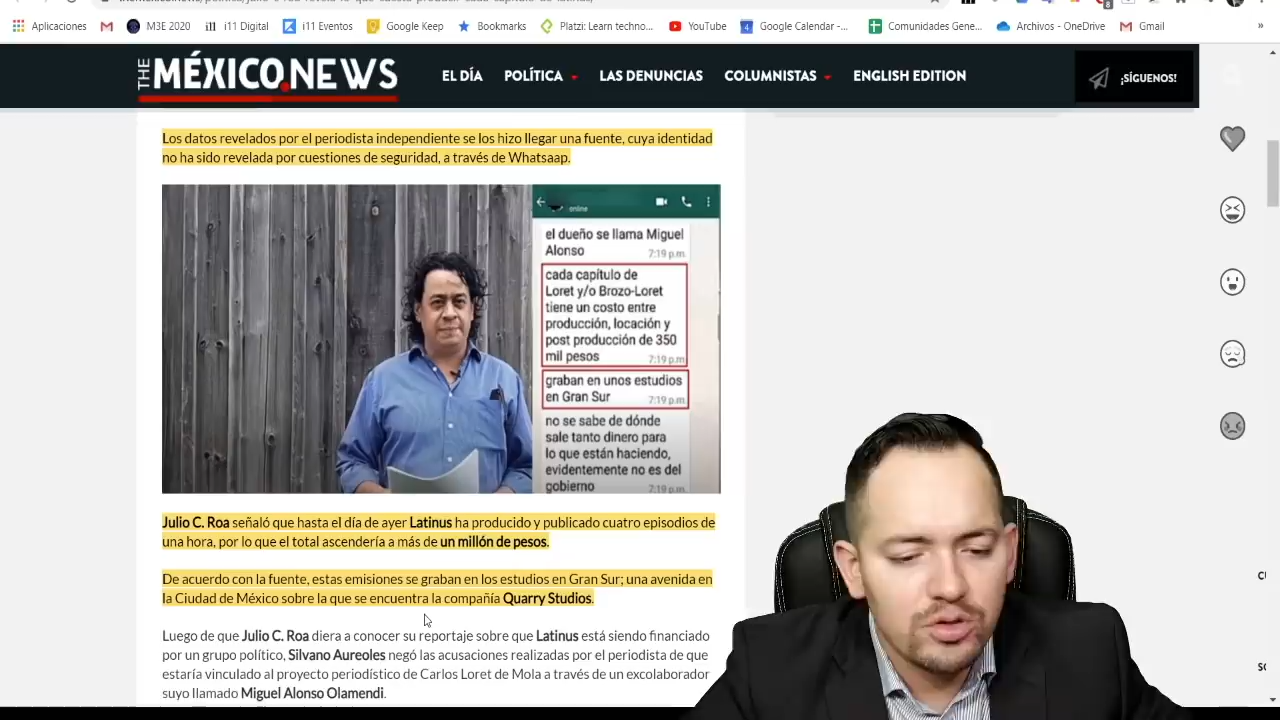 Aplicaciones M3E 2020 i11 Digital i11 Eventos Google Keep Bookmarks Platzi: Learn techno... YouTube Google Calendar -... Comunidades Gene... Archivos - OneDrive Gmail »
THE MÉXICO.NEWS EL DÍA POLÍTICA LAS DENUNCIAS COLUMNISTAS ENGLISH EDITION ¡SÍGUENOS!
Los datos revelados por el periodista independiente se los hizo llegar una fuente, cuya identidad
no ha sido revelada por cuestiones de seguridad, a través de Whatsaap.
online
el dueño se llama Miguel
Alonso
7:19 p.m.
cada capítulo de
Loret y/o Brozo-Loret
tiene un costo entre
producción, locación y
post producción de 350
mil pesos
7:19 p.m.
graban en unos estudios
en Gran Sur
7:19 p.m.
no se sabe de dónde
sale tanto dinero para
lo que están haciendo,
evidentemente no es del
gobierno
7:19 p.m.
Julio C. Roa señaló que hasta el día de ayer Latinus ha producido y publicado cuatro episodios de
una hora, por lo que el total ascendería a más de un millón de pesos.
De acuerdo con la fuente, estas emisiones se graban en los estudios en Gran Sur; una avenida en
la Ciudad de México sobre la que se encuentra la compañía Quarry Studios.
Luego de que Julio C. Roa diera a conocer su reportaje sobre que Latinus está siendo financiado
por un grupo político, Silvano Aureoles negó las acusaciones realizadas por el periodista de que
estaría vinculado al proyecto periodístico de Carlos Loret de Mola a través de un excolaborador
suyo llamado Miguel Alonso Olamendi.